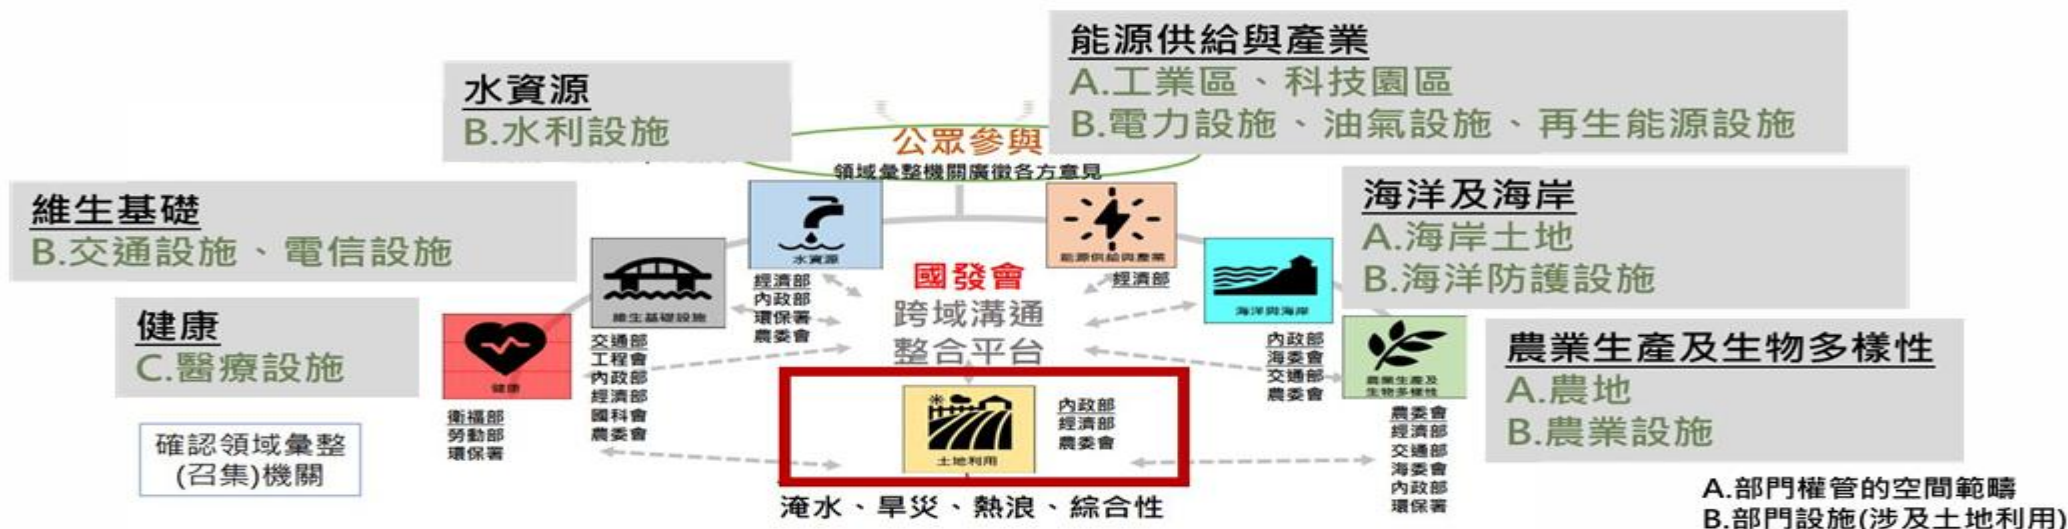 能源供給與產業
A.工業區、科技園區
B.電力設施、油氣設施、再生能源設施
水資源
B.水利設施
公眾參與
領域彙整機關廣徵各方意見
維生基礎
B.交通設施、電信設施
海洋及海岸
A.海岸土地
B.海洋防護設施
健康
C.醫療設施
農業生產及生物多樣性
A.農地
B.農業設施
水資源
經濟部
內政部
環保署
農委會
能源供給與產業
經濟部
國發會
跨域溝通
整合平台
維生基礎設施
交通部
工程會
內政部
經濟部
國科會
農委會
海洋與海岸
內政部
海委會
交通部
農委會
健康
衛福部
勞動部
環保署
農業生產及
生物多樣性
農委會
經濟部
交通部
海委會
內政部
環保署
土地利用
內政部
經濟部
農委會
確認領域彙整
(召集)機關
淹水、旱災、熱浪、綜合性
A.部門權管的空間範疇
B.部門設施(涉及土地利用)